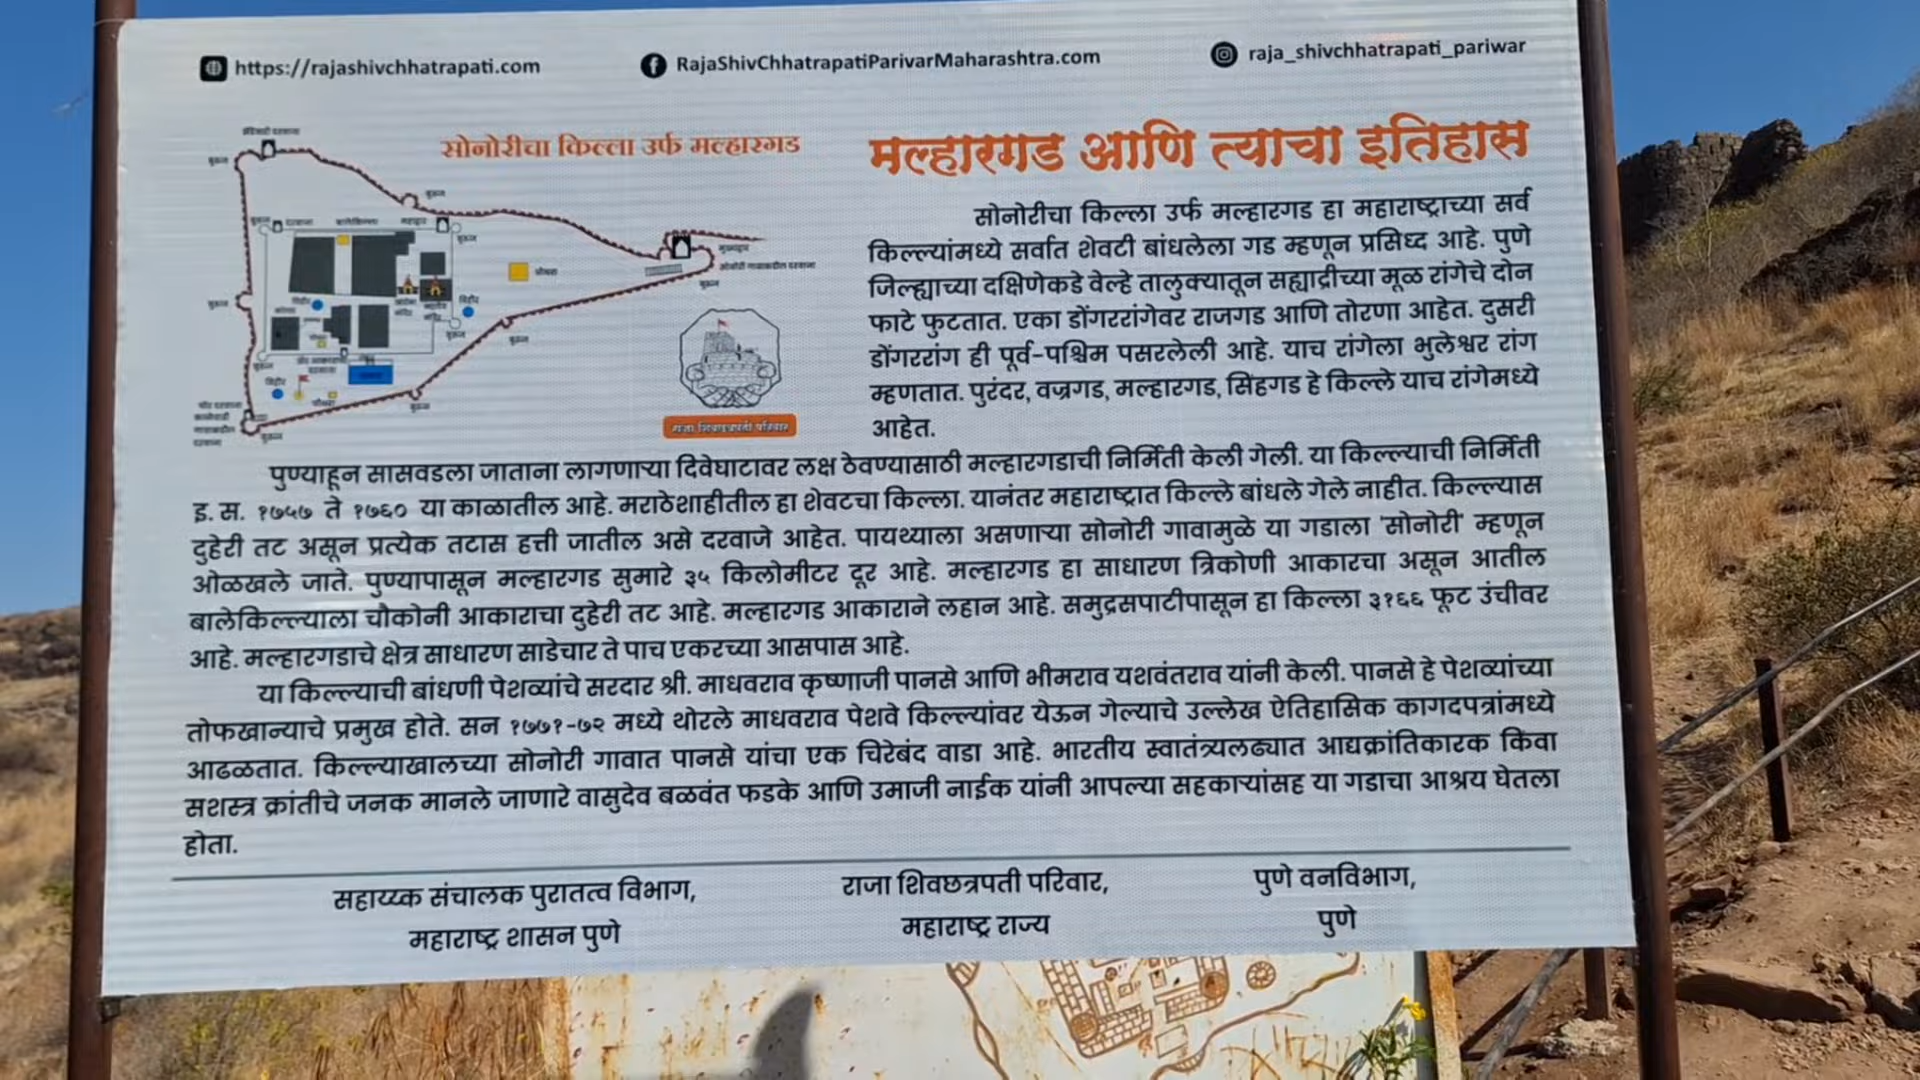 https://rajashivchhatrapati.com
RajaShivChhatrapatiParivarMaharashtra.com
raja_shivchhatrapati_pariwar
सोनोरीचा किल्ला उर्फ मल्हारगड
मल्हारगड आणि त्याचा इतिहास
सोनोरीचा किल्ला उर्फ मल्हारगड हा महाराष्ट्राच्या सर्व
किल्ल्यांमध्ये सर्वात शेवटी बांधलेला गड म्हणून प्रसिध्द आहे. पुणे
जिल्ह्याच्या दक्षिणेकडे वेल्हे तालुक्यातून सह्याद्रीच्या मूळ रांगेचे दोन
फाटे फुटतात. एका डोंगररांगेवर राजगड आणि तोरणा आहेत. दुसरी
डोंगररांग ही पूर्व-पश्चिम पसरलेली आहे. याच रांगेला भुलेश्वर रांग
म्हणतात. पुरंदर, वज्रगड, मल्हारगड, सिंहगड हे किल्ले याच रांगेमध्ये
आहेत.
राजा शिवछत्रपती परिवार
पुण्याहून सासवडला जाताना लागणाऱ्या दिवेघाटावर लक्ष ठेवण्यासाठी मल्हारगडाची निर्मिती केली गेली. या किल्ल्याची निर्मिती
इ. स. १७५७ ते १७६० या काळातील आहे. मराठेशाहीतील हा शेवटचा किल्ला. यानंतर महाराष्ट्रात किल्ले बांधले गेले नाहीत. किल्ल्यास
दुहेरी तट असून प्रत्येक तटास हत्ती जातील असे दरवाजे आहेत. पायथ्याला असणाऱ्या सोनोरी गावामुळे या गडाला 'सोनोरी' म्हणून
ओळखले जाते. पुण्यापासून मल्हारगड सुमारे ३५ किलोमीटर दूर आहे. मल्हारगड हा साधारण त्रिकोणी आकारचा असून आतील
बालेकिल्ल्याला चौकोनी आकाराचा दुहेरी तट आहे. मल्हारगड आकाराने लहान आहे. समुद्रसपाटीपासून हा किल्ला ३१६६ फूट उंचीवर
आहे. मल्हारगडाचे क्षेत्र साधारण साडेचार ते पाच एकरच्या आसपास आहे.
या किल्ल्याची बांधणी पेशव्यांचे सरदार श्री. माधवराव कृष्णाजी पानसे आणि भीमराव यशवंतराव यांनी केली. पानसे हे पेशव्यांच्या
तोफखान्याचे प्रमुख होते. सन १७७१-७२ मध्ये थोरले माधवराव पेशवे किल्ल्यांवर येऊन गेल्याचे उल्लेख ऐतिहासिक कागदपत्रांमध्ये
आढळतात. किल्ल्याखालच्या सोनोरी गावात पानसे यांचा एक चिरेबंद वाडा आहे. भारतीय स्वातंत्र्यलढ्यात आद्यक्रांतिकारक किंवा
सशस्त्र क्रांतीचे जनक मानले जाणारे वासुदेव बळवंत फडके आणि उमाजी नाईक यांनी आपल्या सहकाऱ्यांसह या गडाचा आश्रय घेतला
होता.
सहाय्यक संचालक पुरातत्व विभाग,
महाराष्ट्र शासन पुणे
राजा शिवछत्रपती परिवार,
महाराष्ट्र राज्य
पुणे वनविभाग,
पुणे